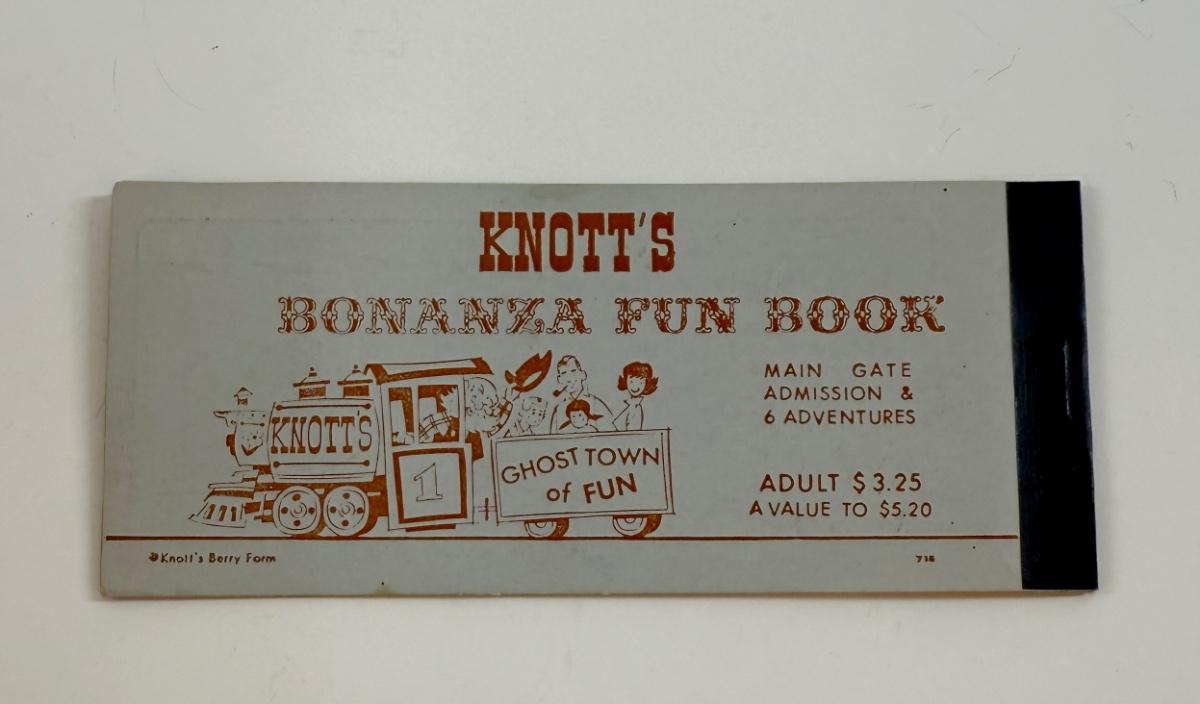 KNOTT'S
BONANZA FUN BOOK
MAIN GATE
ADMISSION &
6 ADVENTURES
KNOTT'S
1
GHOST TOWN
of FUN
ADULT $3.25
A VALUE TO $5.20
Knott's Berry Farm